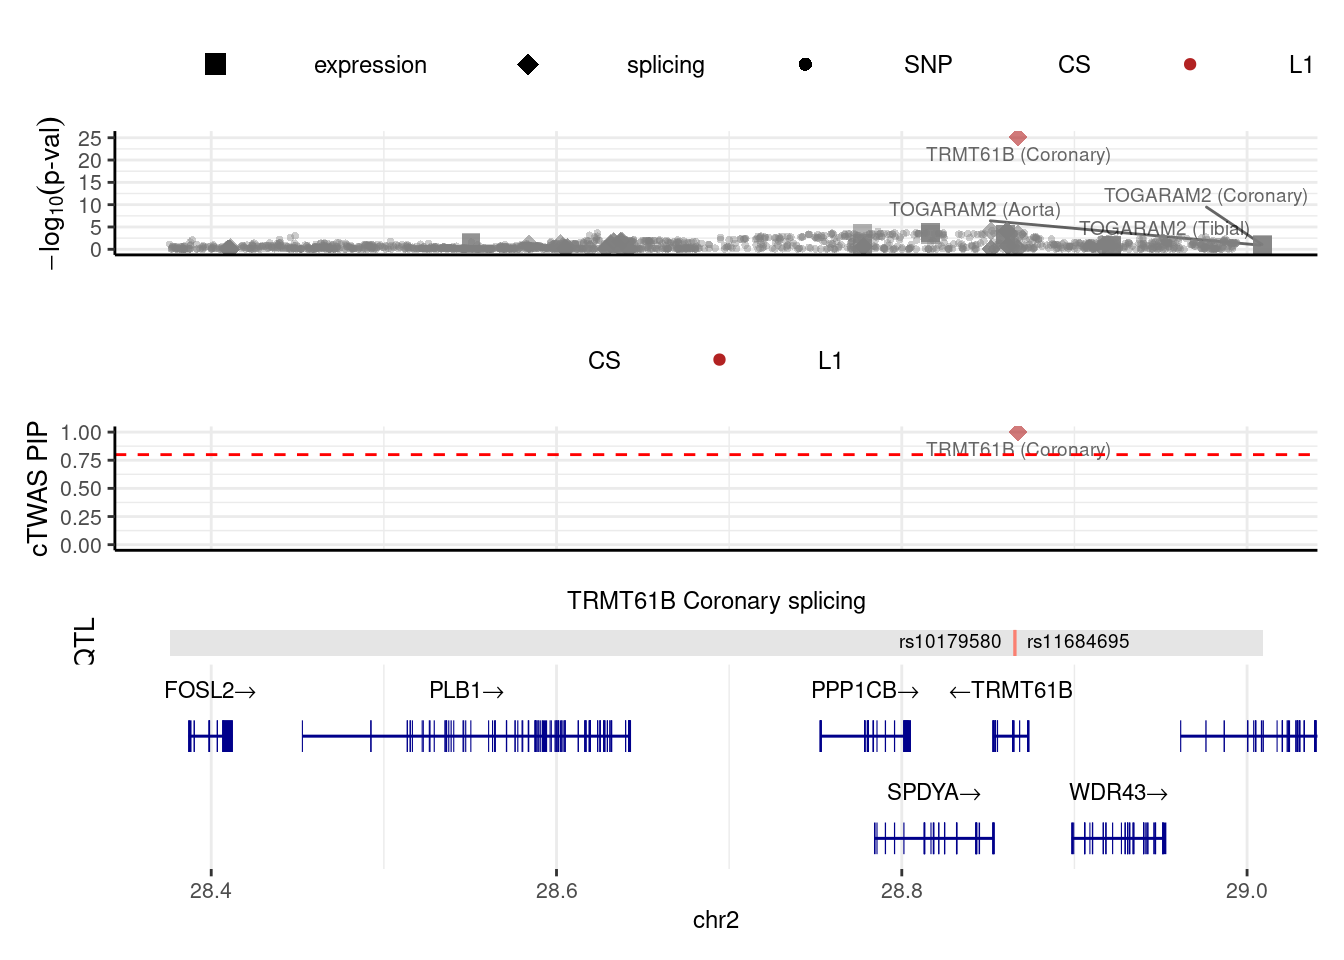 expression splicing SNP CS L1
−log10(p-val)
25
20
15
10
5
0
TRMT61B (Coronary)
TOGARAM2 (Coronary)
TOGARAM2 (Aorta)
TOGARAM2 (Tibial)
CS L1
cTWAS PIP
1.00
0.75
0.50
0.25
0.00
TRMT61B (Coronary)
TRMT61B Coronary splicing
QTL
rs10179580 rs11684695
FOSL2→ PLB1→ PPP1CB→ ←TRMT61B
SPDYA→ WDR43→
28.4 28.6 28.8 29.0
chr2